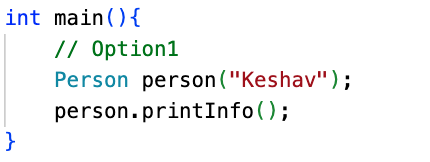 int main(){
    // Option1
    Person person("Keshav");
    person.printInfo();
}